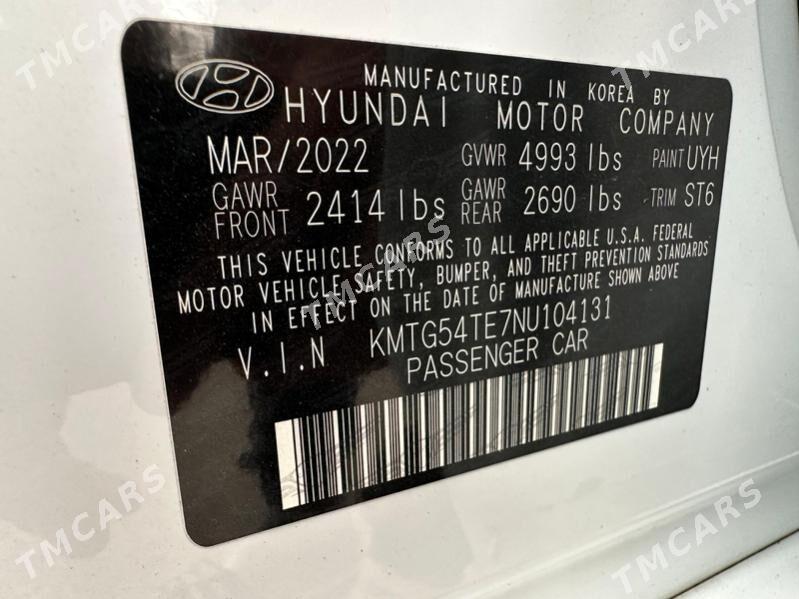 MANUFACTURED IN KOREA BY
HYUNDAI MOTOR COMPANY
MAR/2022 GVWR 4993 lbs PAINT UYH
GAWR FRONT 2414 lbs GAWR REAR 2690 lbs TRIM ST6
THIS VEHICLE CONFORMS TO ALL APPLICABLE U.S.A. FEDERAL
MOTOR VEHICLE SAFETY, BUMPER, AND THEFT PREVENTION STANDARDS
IN EFFECT ON THE DATE OF MANUFACTURE SHOWN ABOVE
V.I.N KMTG54TE7NU104131
PASSENGER CAR
TMCARS
TMCARS
TMCARS
TMCARS
TMCARS
TMCARS